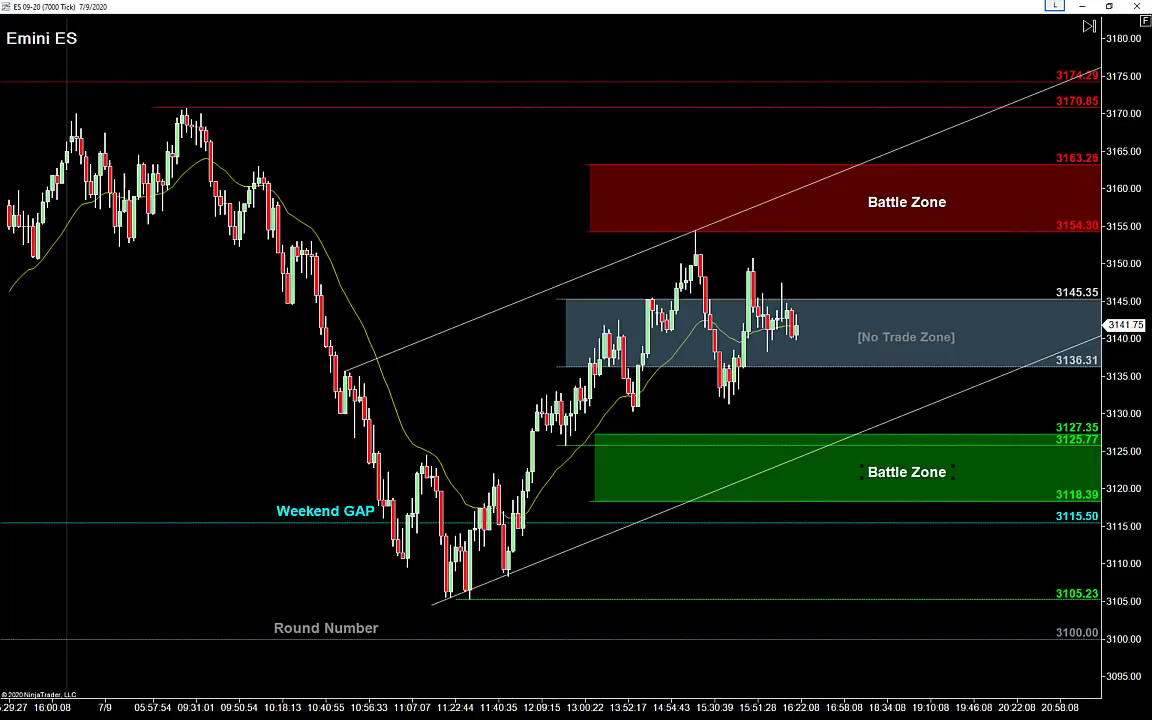 ES 09-20 (7000 Tick) 7/9/2020
L
F
Emini ES
3180.00
3175.00
3174.29
3170.85
3170.00
3165.00
3163.26
3160.00
Battle Zone
3155.00
3154.30
3150.00
3145.35
3145.00
3141.75
3140.00
[No Trade Zone]
3136.31
3135.00
3130.00
3127.35
3125.77
3125.00
Battle Zone
3120.00
3118.39
Weekend GAP
3115.50
3115.00
3110.00
3105.23
3105.00
Round Number
3100.00
3100.00
3095.00
© 2020 NinjaTrader, LLC
5:29:27 16:00:08 7/9 05:57:54 09:31:01 09:50:54 10:18:13 10:40:55 10:56:33 11:07:07 11:22:44 11:40:35 12:09:15 13:00:22 13:52:17 14:54:43 15:30:39 15:51:28 16:22:08 16:58:08 18:34:08 19:10:08 19:46:08 20:22:08 20:58:08